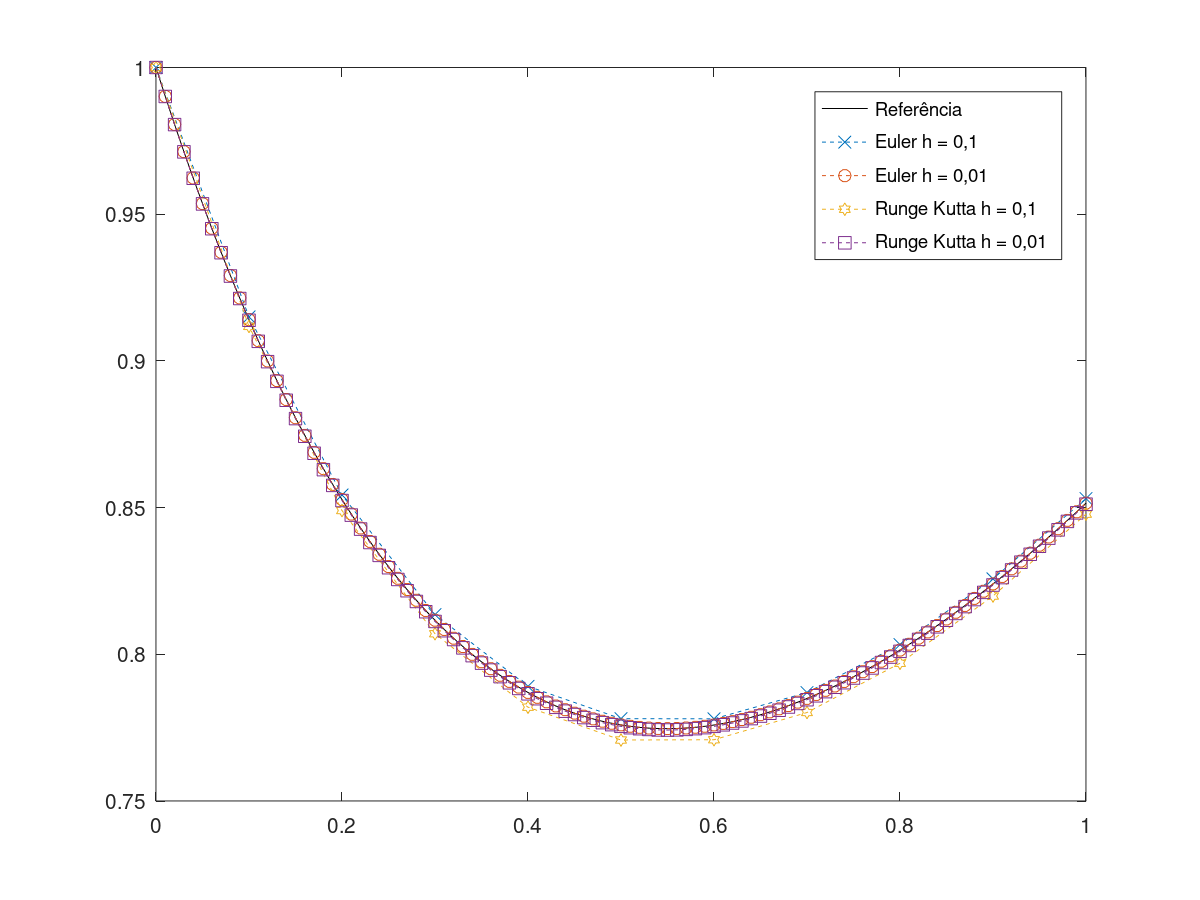 1
0.95
0.9
0.85
0.8
0.75
0
0.2
0.4
0.6
0.8
1
Referência
Euler h = 0,1
Euler h = 0,01
Runge Kutta h = 0,1
Runge Kutta h = 0,01